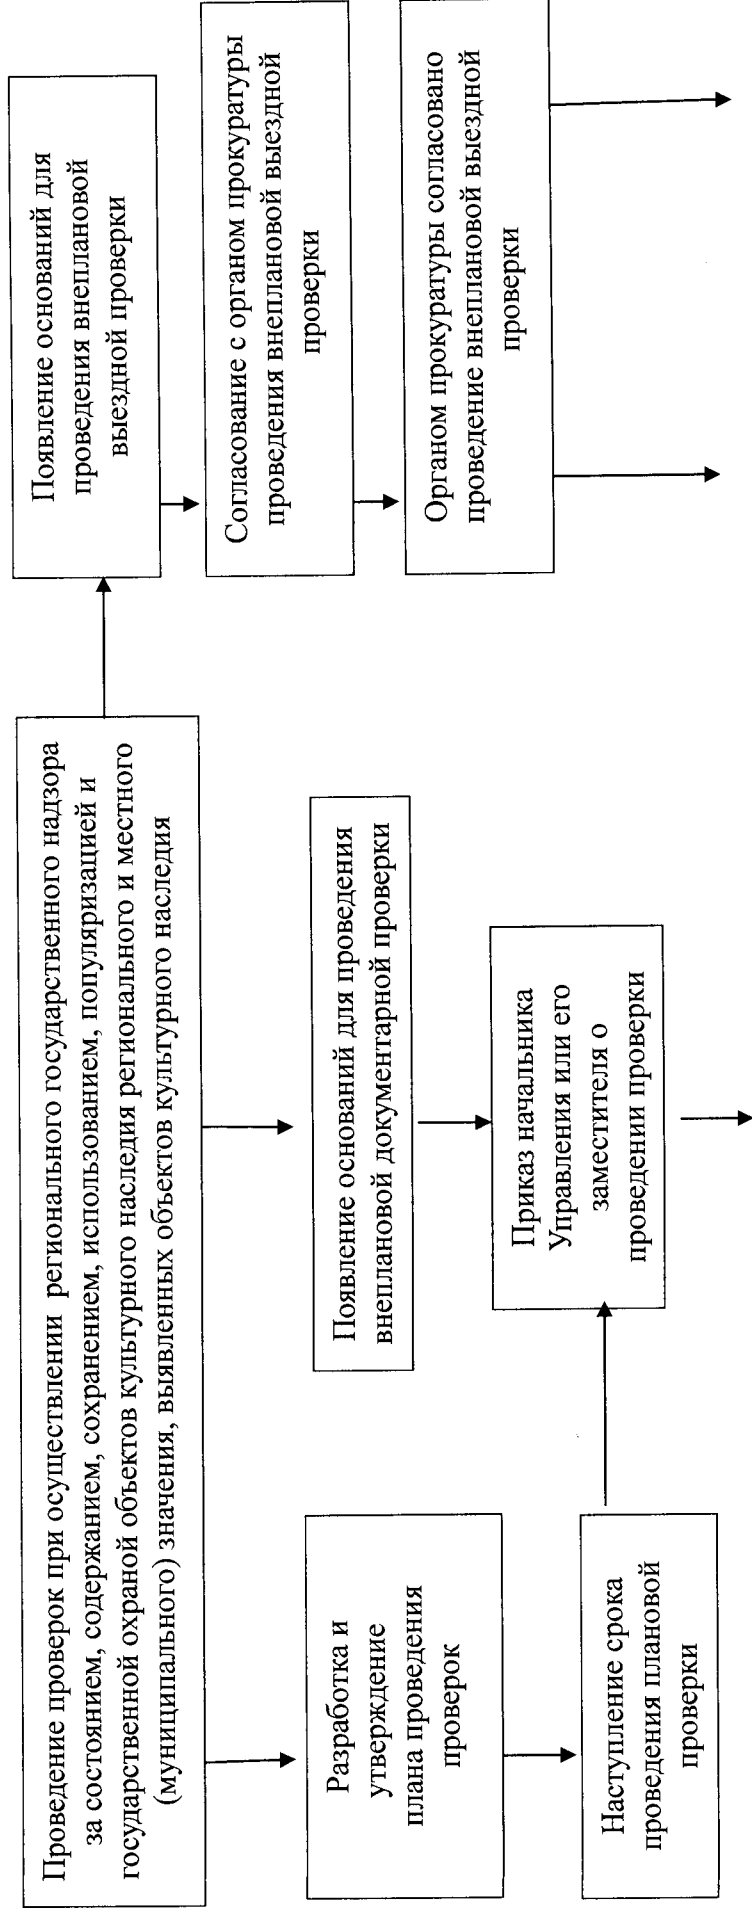 Проведение проверок при осуществлении регионального государственного надзора
за состоянием, содержанием, сохранением, использованием, популяризацией и
государственной охраной объектов культурного наследия регионального и местного
(муниципального) значения, выявленных объектов культурного наследия
Появление оснований для
проведения внеплановой
выездной проверки
Согласование с органом прокуратуры
проведения внеплановой выездной
проверки
Органом прокуратуры согласовано
проведение внеплановой выездной
проверки
Появление оснований для проведения
внеплановой документарной проверки
Приказ начальника
Управления или его
заместителя о
проведении проверки
Разработка и
утверждение
плана проведения
проверок
Наступление срока
проведения плановой
проверки